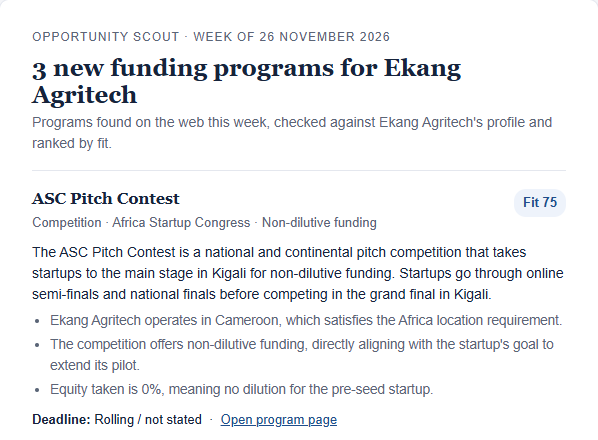 OPPORTUNITY SCOUT · WEEK OF 26 NOVEMBER 2026
3 new funding programs for Ekang
Agritech
Programs found on the web this week, checked against Ekang Agritech's profile and
ranked by fit.
ASC Pitch Contest
Fit 75
Competition · Africa Startup Congress · Non-dilutive funding
The ASC Pitch Contest is a national and continental pitch competition that takes
startups to the main stage in Kigali for non-dilutive funding. Startups go through online
semi-finals and national finals before competing in the grand final in Kigali.
• Ekang Agritech operates in Cameroon, which satisfies the Africa location requirement.
• The competition offers non-dilutive funding, directly aligning with the startup's goal to
extend its pilot.
• Equity taken is 0%, meaning no dilution for the pre-seed startup.
Deadline: Rolling / not stated · Open program page